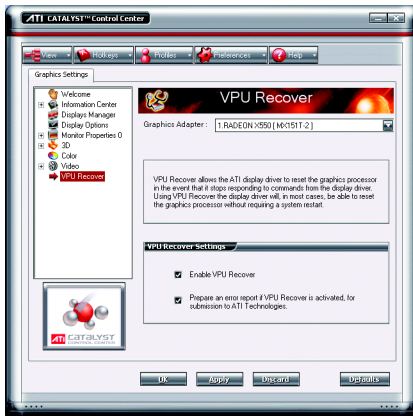 ATI CATALYST™ Control Center
View
Hotkeys
Profiles
Preferences
Help
Graphics Settings
Welcome
Information Center
Displays Manager
Display Options
Monitor Properties 0
3D
Color
Video
VPU Recover
VPU Recover
Graphics Adapter :
1.RADEON X550 [ MX151T-2 ]
VPU Recover allows the ATI display driver to reset the graphics processor
in the event that it stops responding to commands from the display driver.
Using VPU Recover the display driver will, in most cases, be able to reset
the graphics processor without requiring a system restart.
VPU Recover Settings
Enable VPU Recover
Prepare an error report if VPU Recover is activated, for
submission to ATI Technologies.
ATI CATALYST
CONTROL CENTER
OK
Apply
Discard
Defaults